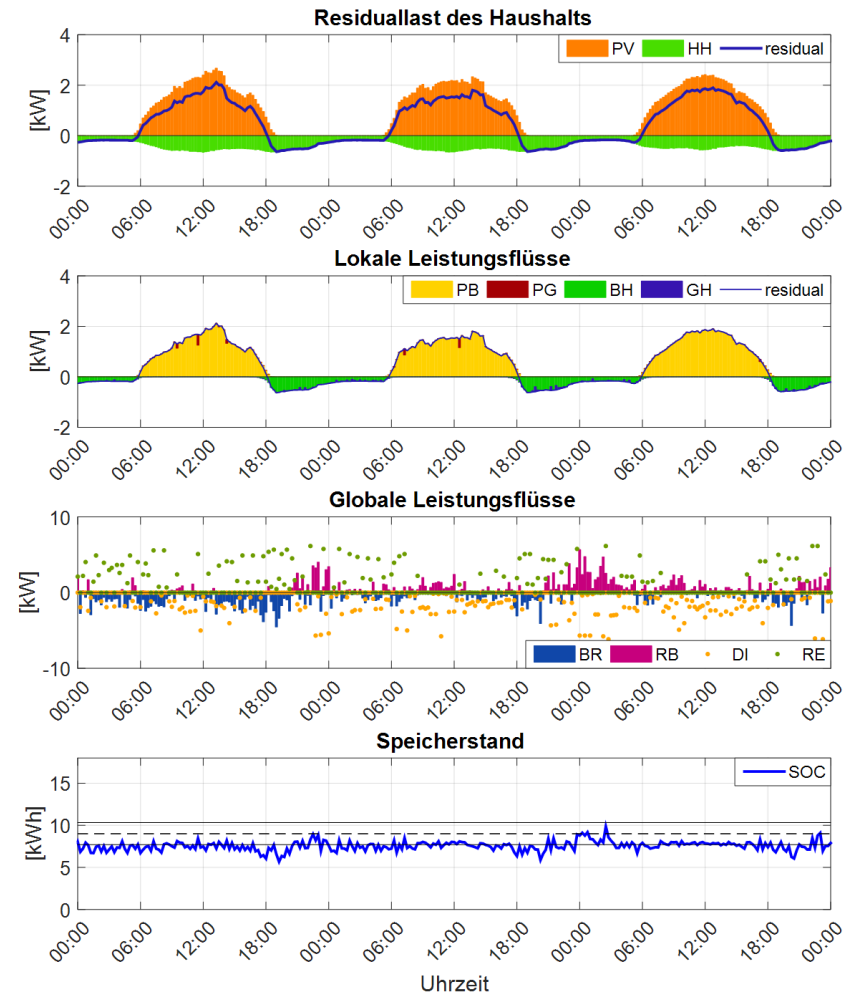 Residuallast des Haushalts
PV HH residual
[kW]
4
2
0
-2
00:00 06:00 12:00 18:00 00:00 06:00 12:00 18:00 00:00 06:00 12:00 18:00 00:00
Lokale Leistungsflüsse
PB PG BH GH residual
[kW]
4
2
0
-2
00:00 06:00 12:00 18:00 00:00 06:00 12:00 18:00 00:00 06:00 12:00 18:00 00:00
Globale Leistungsflüsse
[kW]
10
0
-10
BR RB DI RE
00:00 06:00 12:00 18:00 00:00 06:00 12:00 18:00 00:00 06:00 12:00 18:00 00:00
Speicherstand
SOC
[kWh]
15
10
5
0
00:00 06:00 12:00 18:00 00:00 06:00 12:00 18:00 00:00 06:00 12:00 18:00 00:00
Uhrzeit